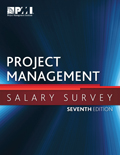 PMI
PROJECT
MANAGEMENT
SALARY SURVEY
SEVENTH EDITION